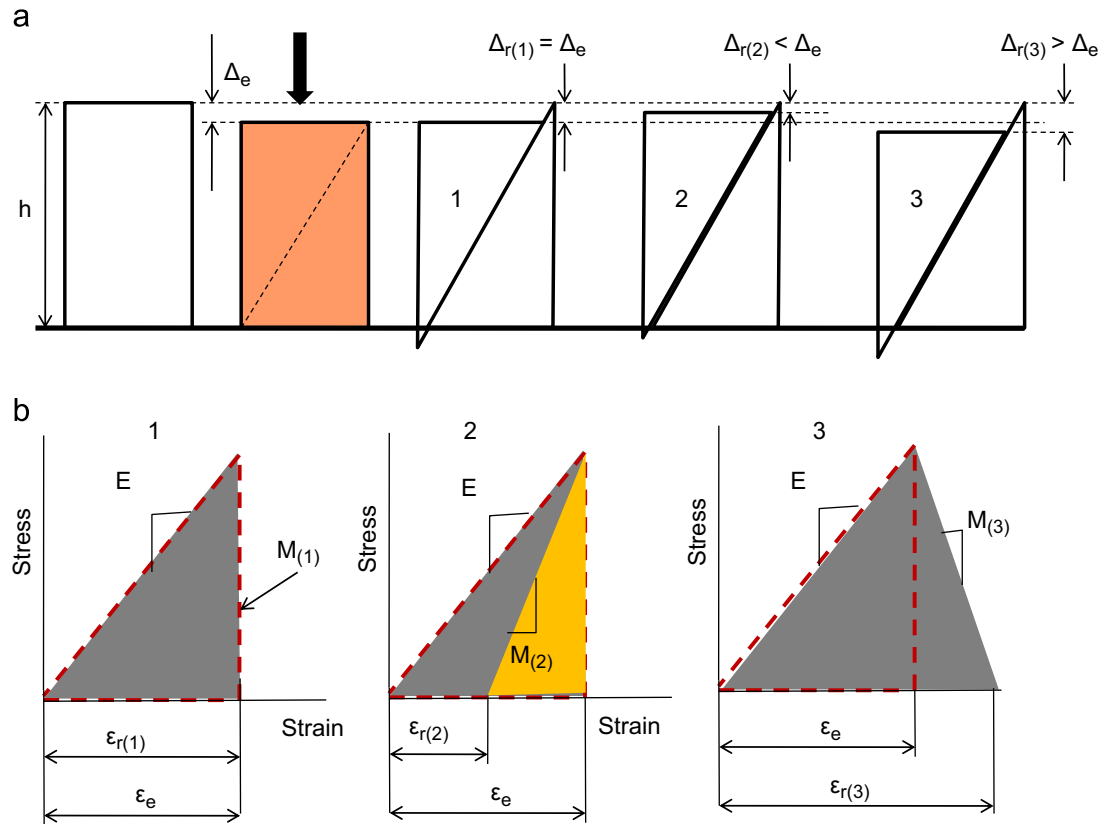 a
Δr(1) = Δe
Δr(2) < Δe
Δr(3) > Δe
Δe
h
1
2
3
b
1
2
3
E
E
E
Stress
Stress
Stress
M(1)
M(2)
M(3)
Strain
Strain
εr(1)
εr(2)
εe
εe
εe
εr(3)